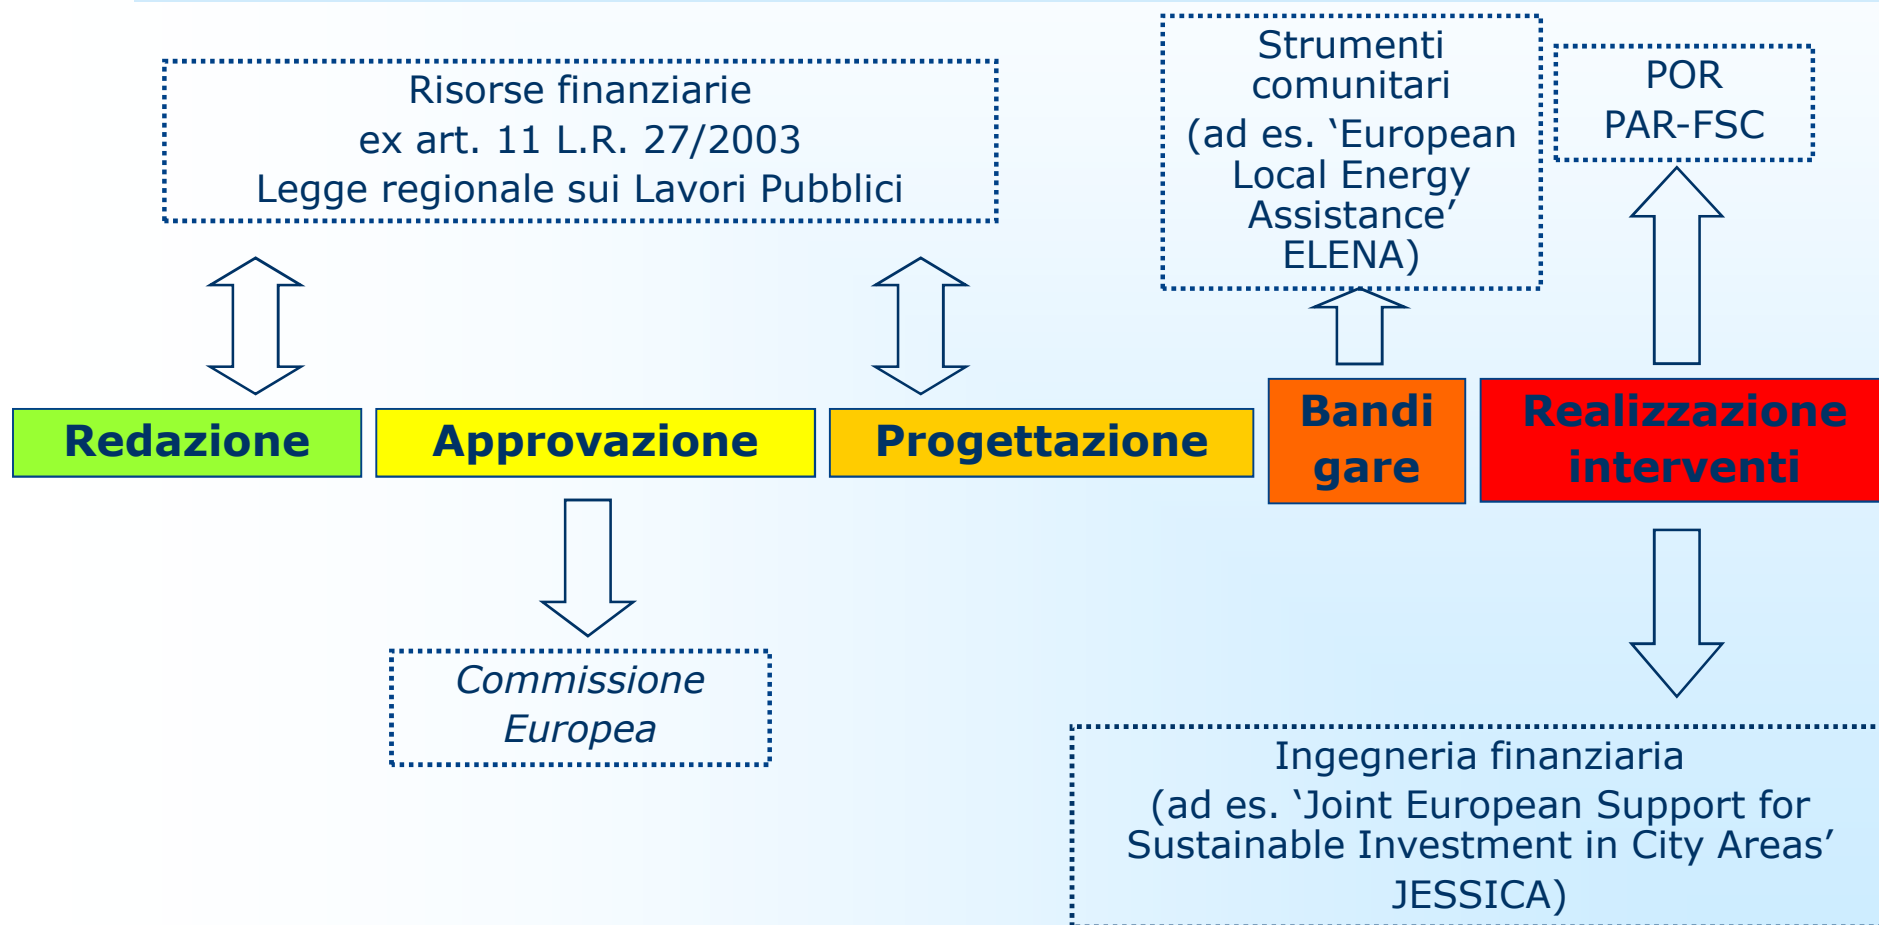 Risorse finanziarie
ex art. 11 L.R. 27/2003
Legge regionale sui Lavori Pubblici
Strumenti
comunitari
(ad es. ‘European
Local Energy
Assistance’
ELENA)
POR
PAR-FSC
Redazione
Approvazione
Progettazione
Bandi
gare
Realizzazione
interventi
Commissione
Europea
Ingegneria finanziaria
(ad es. ‘Joint European Support for
Sustainable Investment in City Areas’
JESSICA)